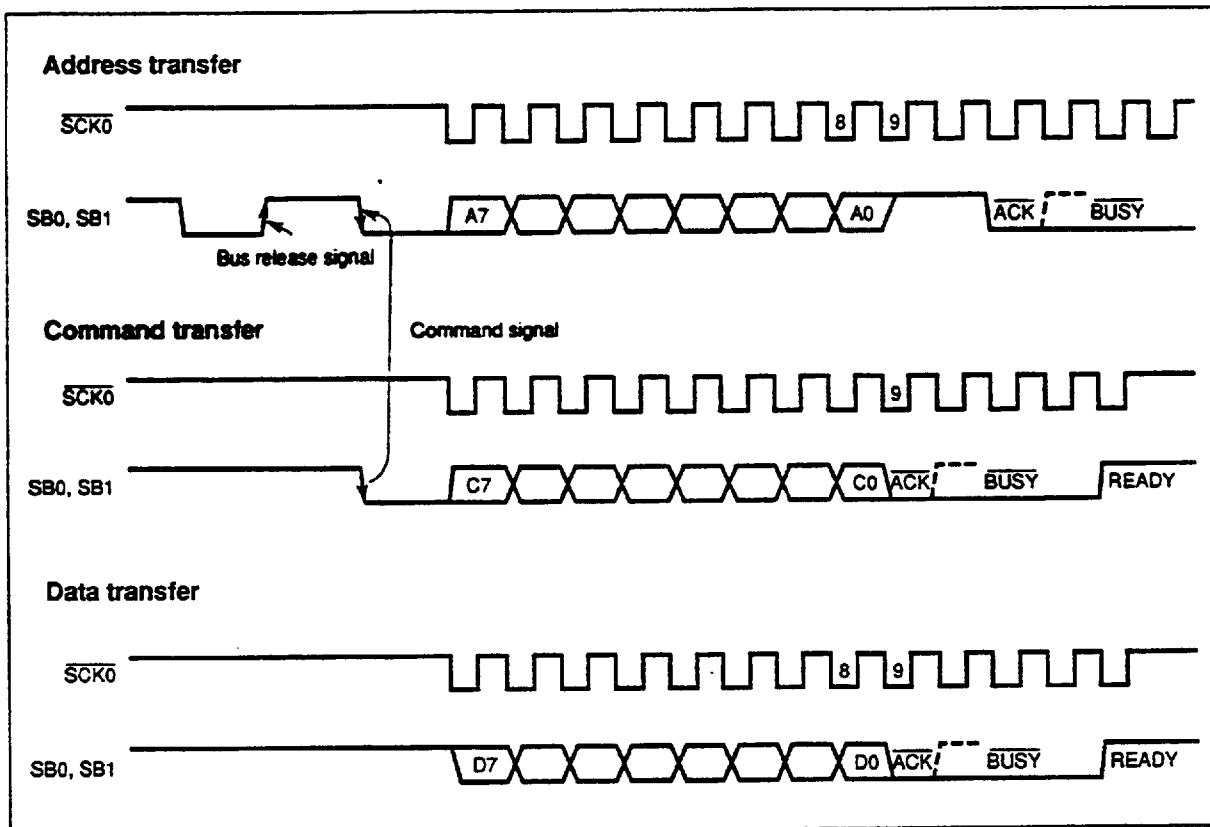 Address transfer
SCK0
8 9
SB0, SB1
A7 A0 ACK BUSY
Bus release signal
Command transfer
Command signal
SCK0
9
SB0, SB1
C7 C0 ACK BUSY READY
Data transfer
SCK0
8 9
SB0, SB1
D7 D0 ACK BUSY READY